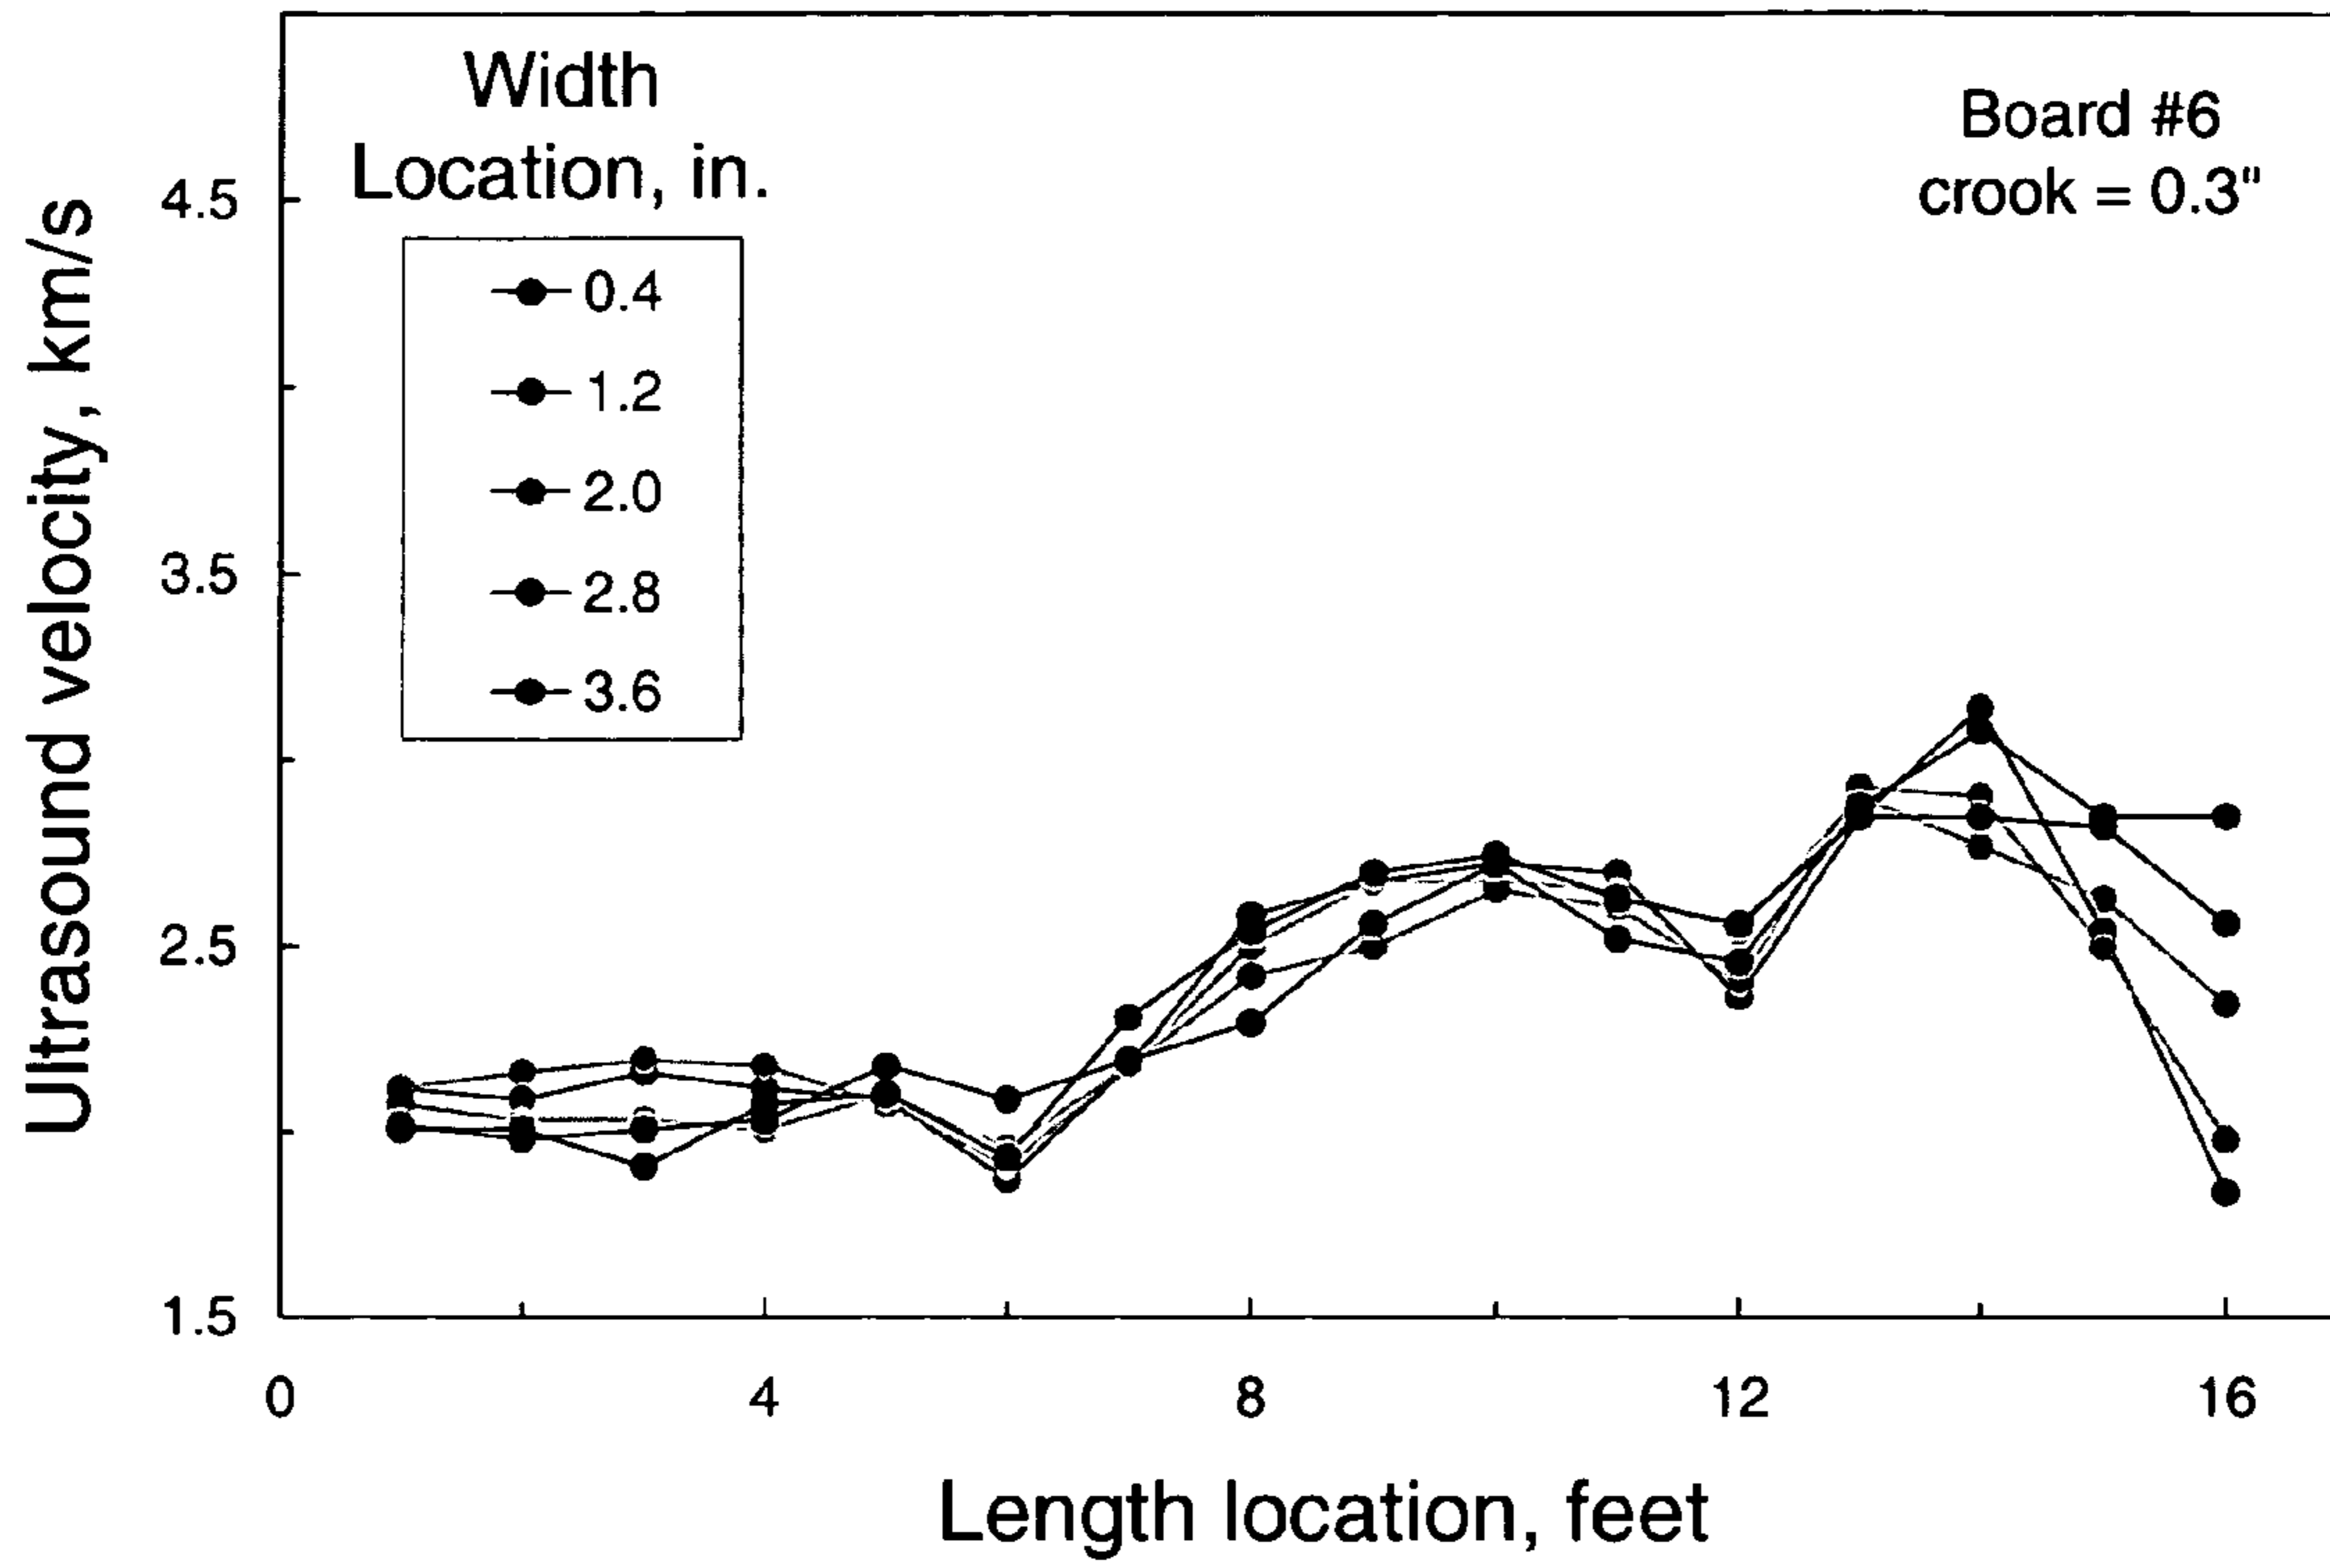 Width
Location, in.
0.4
1.2
2.0
2.8
3.6
Board #6
crook = 0.3"
Ultrasound velocity, km/s
4.5
3.5
2.5
1.5
0 4 8 12 16
Length location, feet